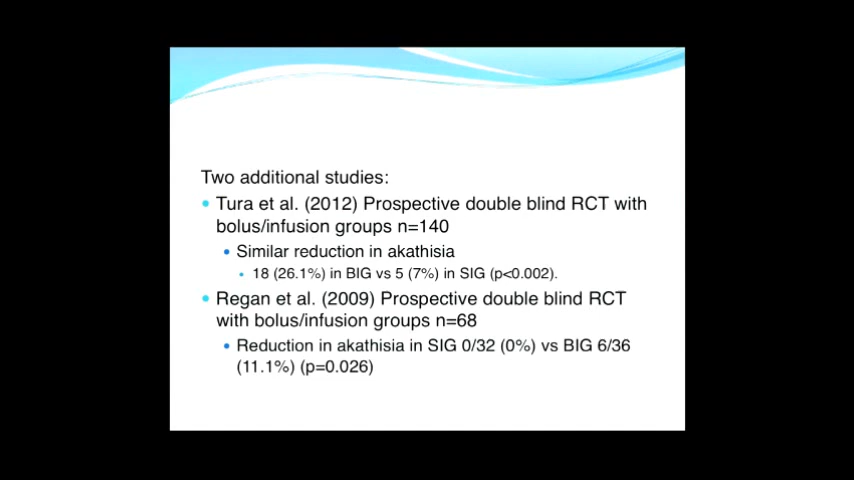 Two additional studies:
Tura et al. (2012) Prospective double blind RCT with
bolus/infusion groups n=140
Similar reduction in akathisia
18 (26.1%) in BIG vs 5 (7%) in SIG (p<0.002).
Regan et al. (2009) Prospective double blind RCT
with bolus/infusion groups n=68
Reduction in akathisia in SIG 0/32 (0%) vs BIG 6/36
(11.1%) (p=0.026)